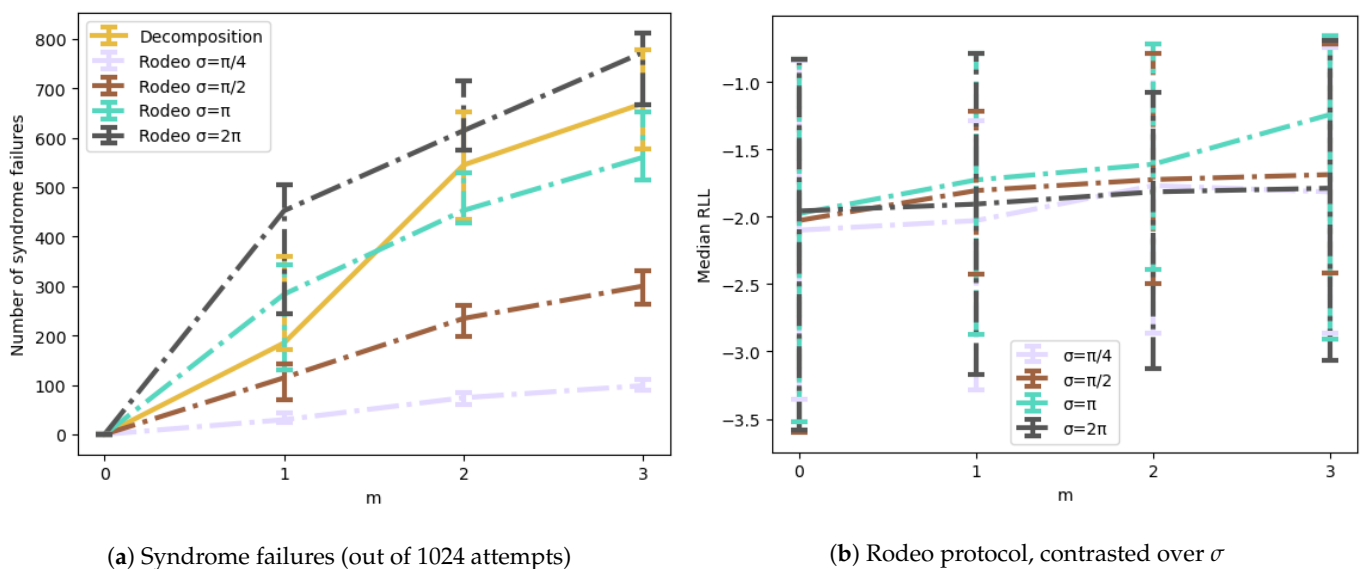 Number of syndrome failures
800
700
600
500
400
300
200
100
0
Decomposition
Rodeo σ=π/4
Rodeo σ=π/2
Rodeo σ=π
Rodeo σ=2π
0 1 2 3
m
(a) Syndrome failures (out of 1024 attempts)
Median RLL
−1.0
−1.5
−2.0
−2.5
−3.0
−3.5
σ=π/4
σ=π/2
σ=π
σ=2π
0 1 2 3
m
(b) Rodeo protocol, contrasted over σ